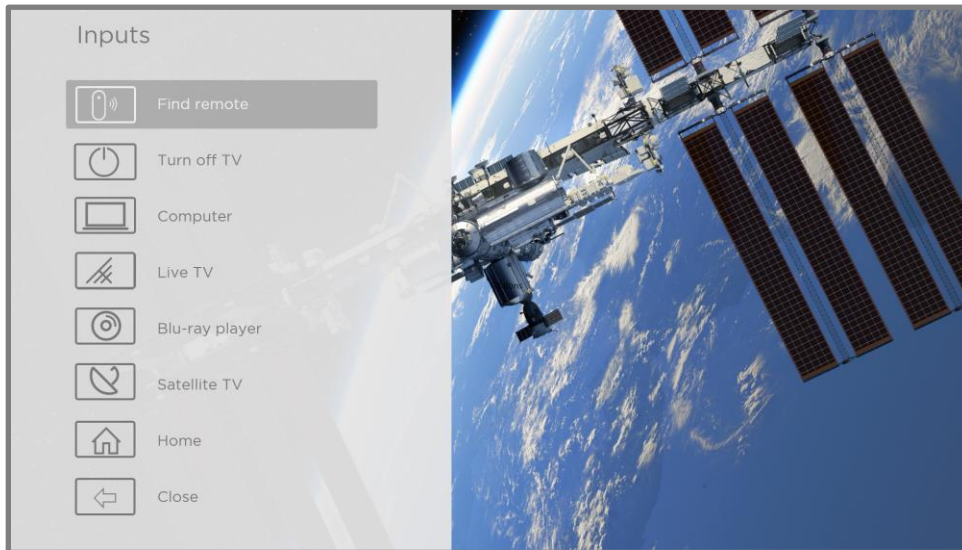 Inputs
Find remote
Turn off TV
Computer
Live TV
Blu-ray player
Satellite TV
Home
Close